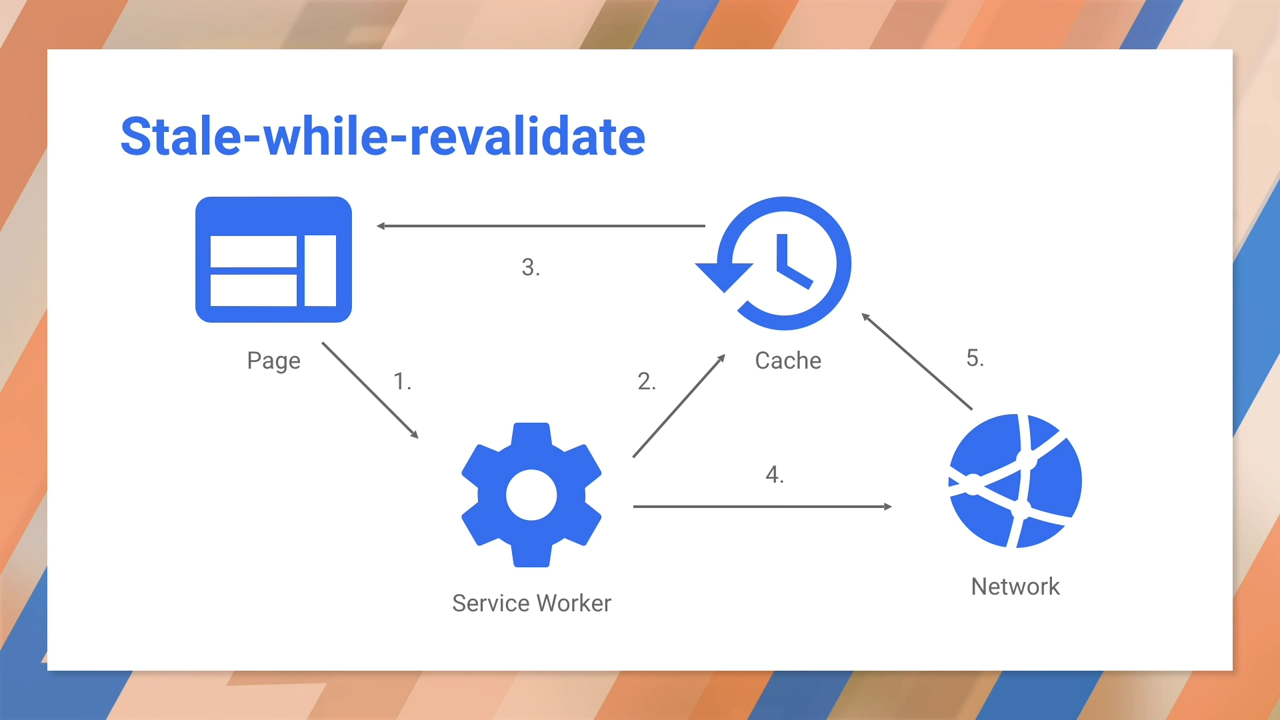 Stale-while-revalidate
3.
Page
1.
2.
Cache
5.
4.
Service Worker
Network